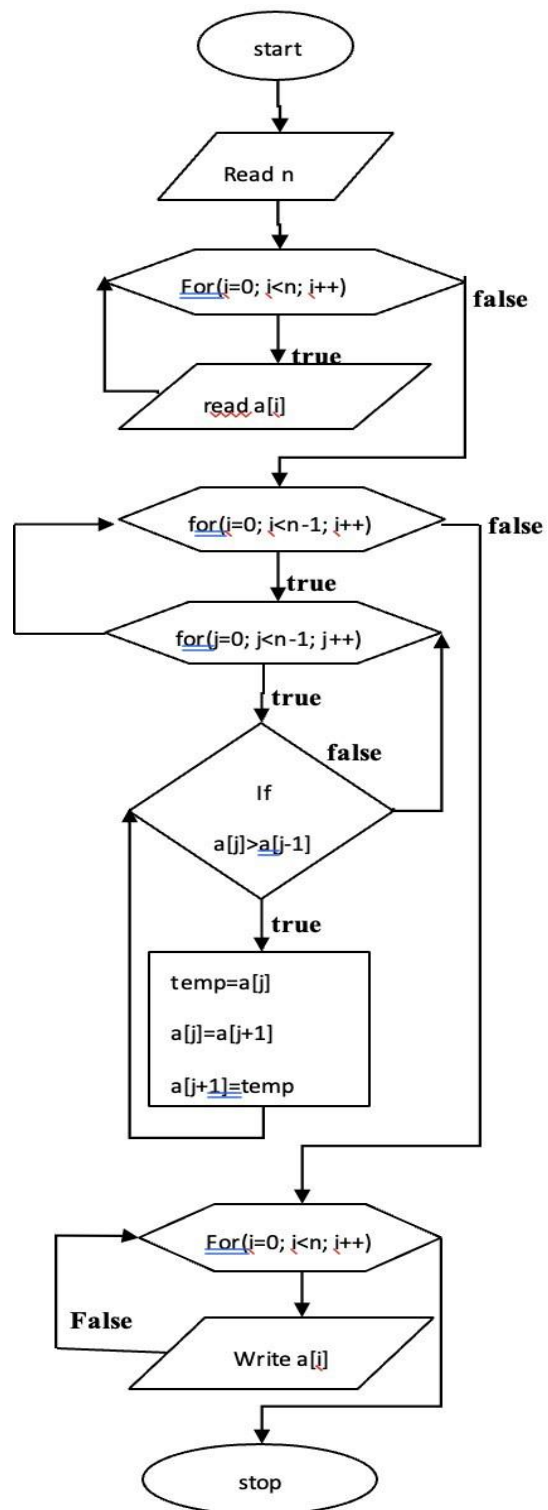 start
Read n
For(i=0; i<n; i++)
false
true
read a[i]
for(i=0; i<n-1; i++)
false
true
for(j=0; j<n-1; j++)
true
false
If
a[j]>a[j-1]
true
temp=a[j]
a[j]=a[j+1]
a[j+1]=temp
For(i=0; i<n; i++)
False
Write a[i]
stop